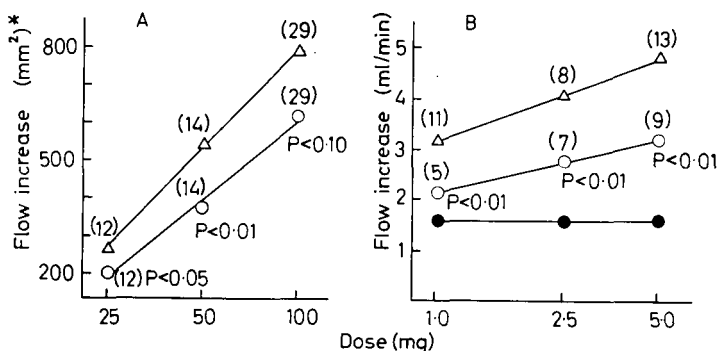 A
Flow increase (mm²)*
800
500
200
(29)
(29)
P<0·10
(14)
(14)
P<0·01
(12)
(12) P<0·05
25
50
100
B
Flow increase (ml/min)
5
4
3
2
1
(13)
(8)
(11)
(9)
P<0·01
(7)
P<0·01
(5)
P<0·01
1·0
2·5
5·0
Dose (mg)